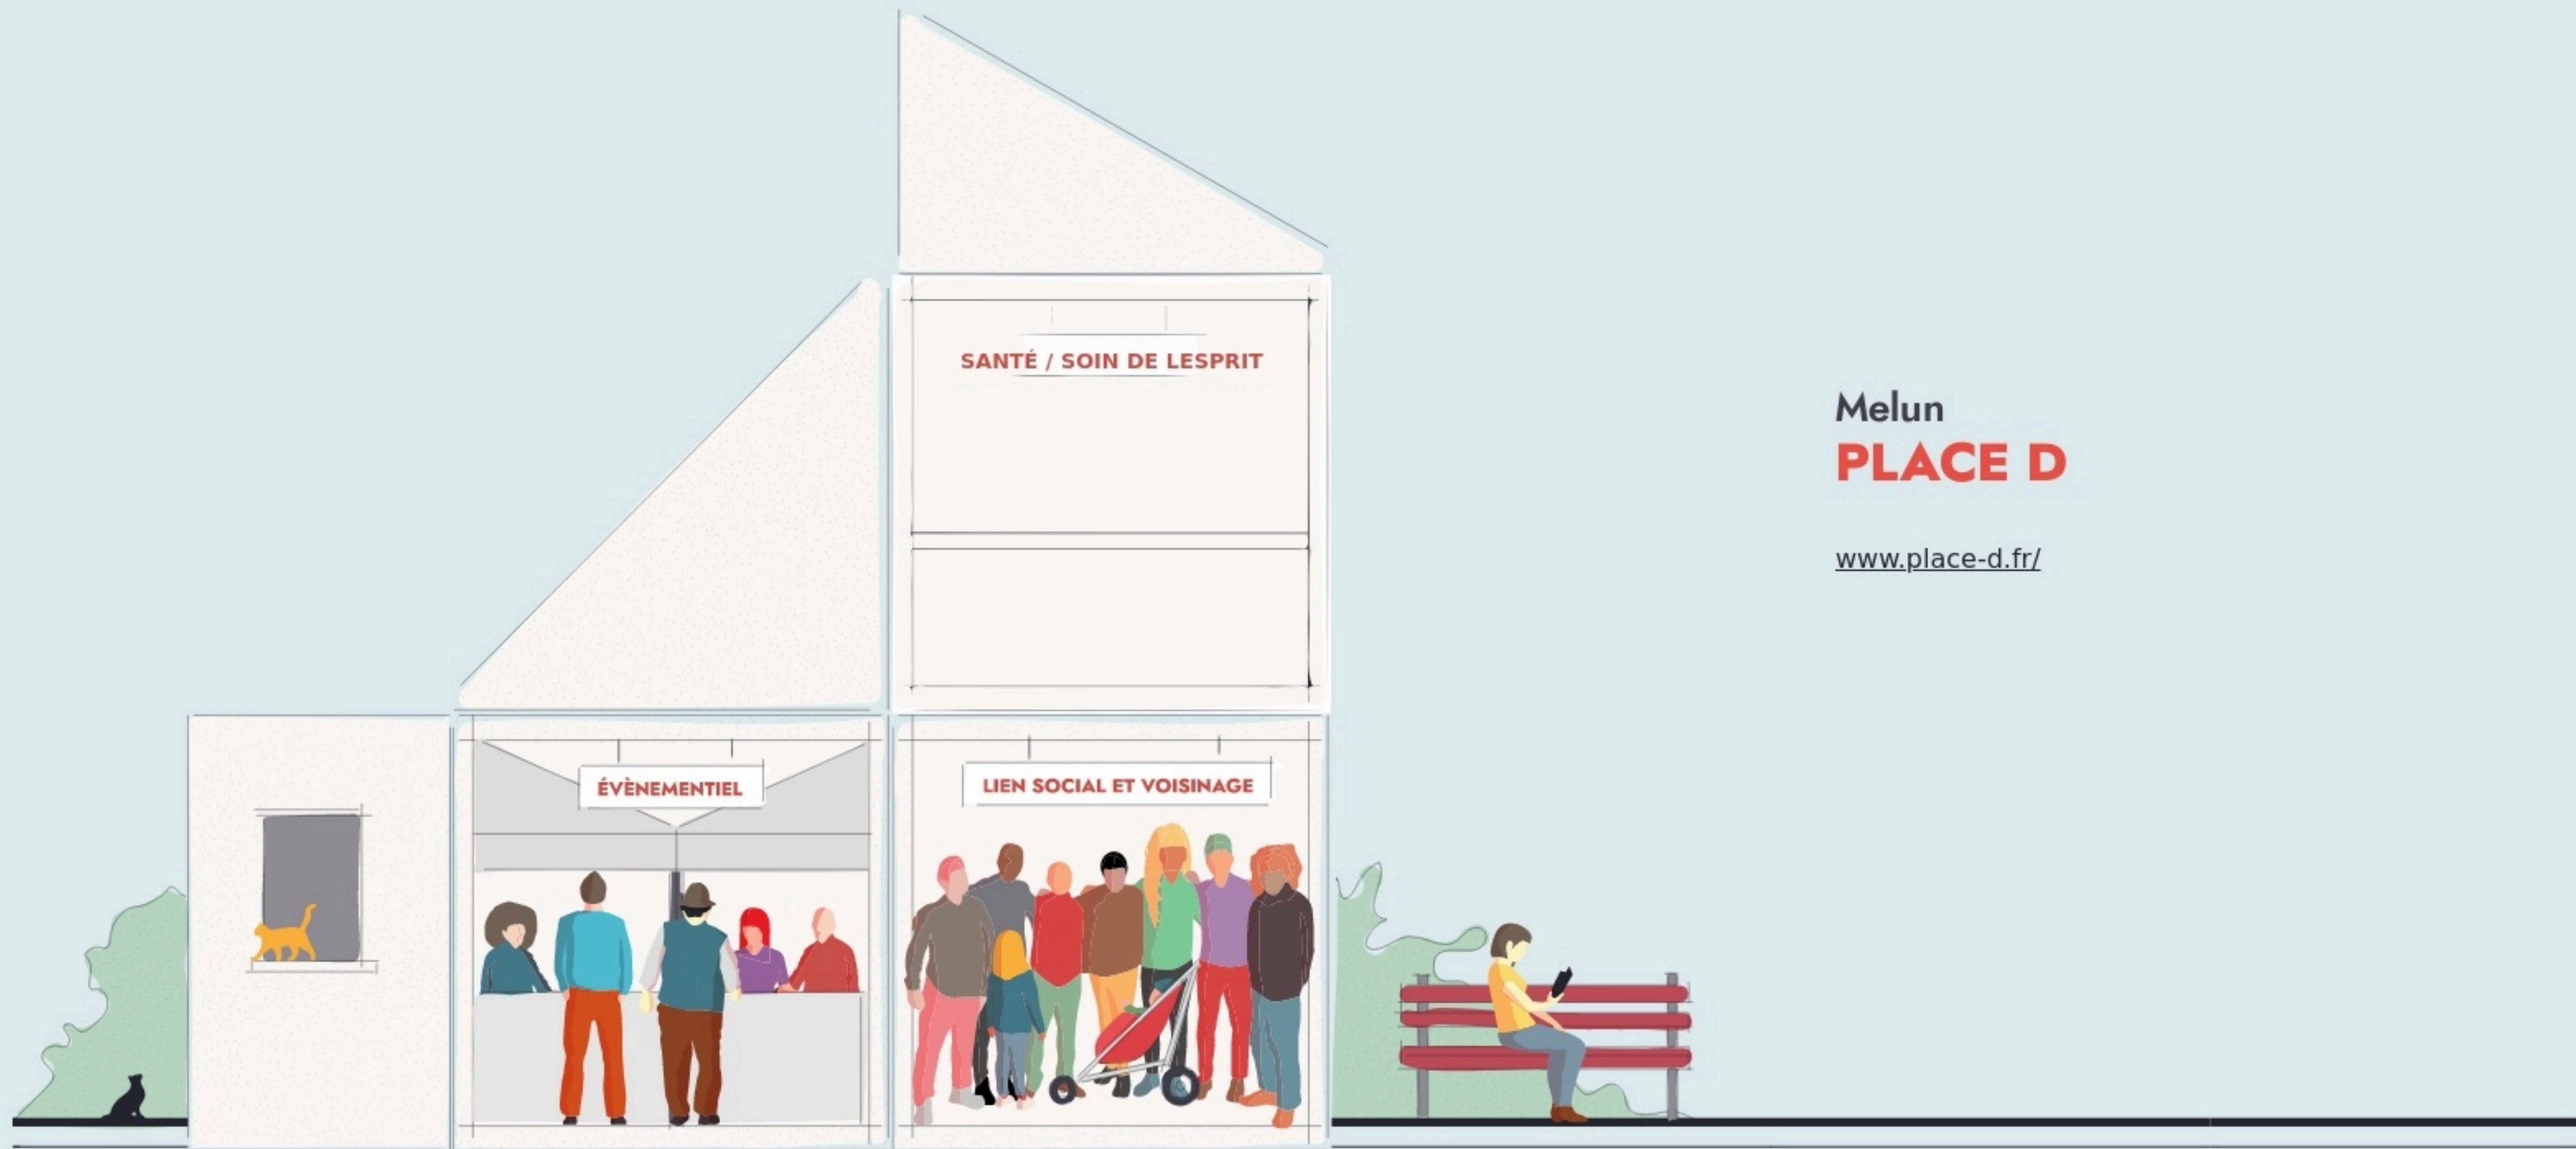 SANTÉ / SOIN DE LESPRIT
ÉVÈNEMENTIEL
LIEN SOCIAL ET VOISINAGE
Melun
PLACE D
www.place-d.fr/